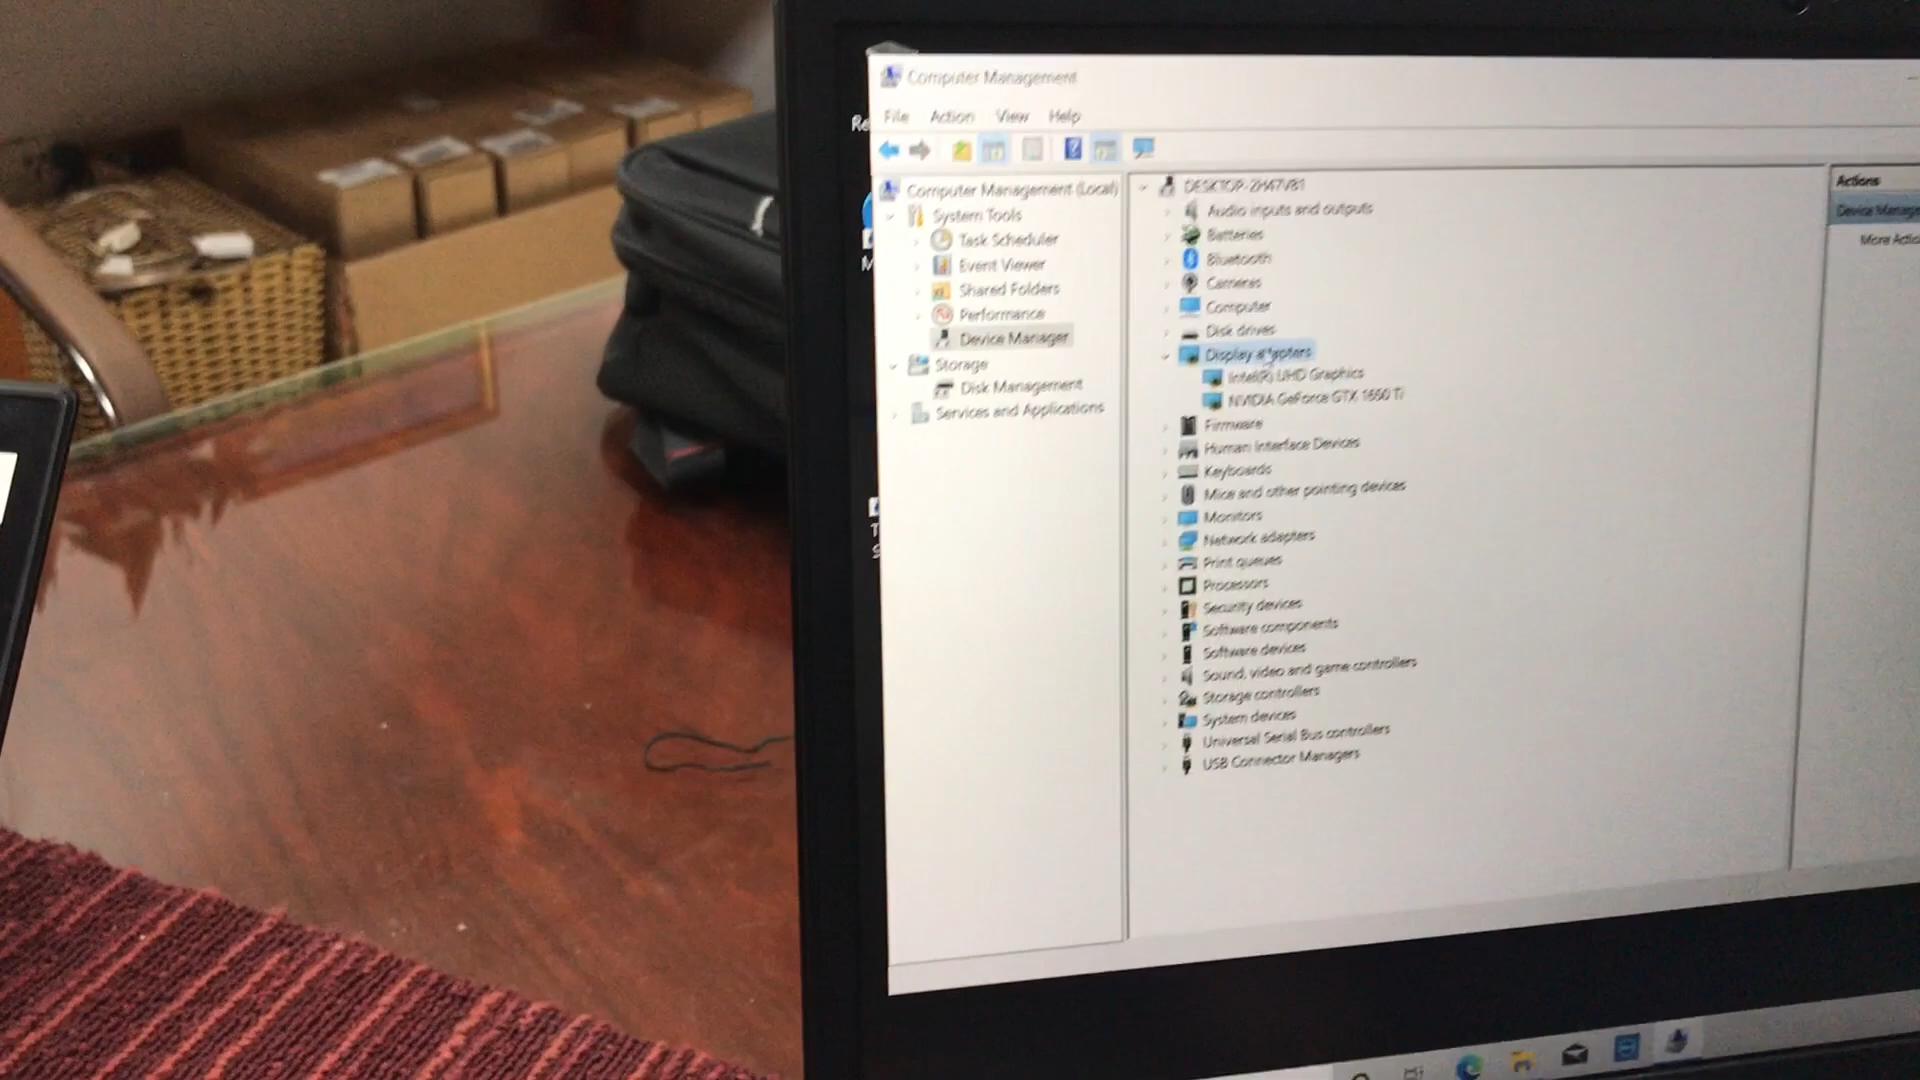 Computer Management
File Action View Help
Computer Management (Local)
System Tools
Task Scheduler
Event Viewer
Shared Folders
Performance
Device Manager
Storage
Disk Management
Services and Applications
Audio inputs and outputs
Batteries
Bluetooth
Cameras
Computer
Disk drives
Display adapters
Intel(R) UHD Graphics
NVIDIA GeForce GTX 1650 Ti
Firmware
Human Interface Devices
Keyboards
Mice and other pointing devices
Monitors
Network adapters
Print queues
Processors
Security devices
Software components
Software devices
Sound, video and game controllers
Storage controllers
System devices
Universal Serial Bus controllers
USB Connector Managers
Actions
Device Manage
More Actio